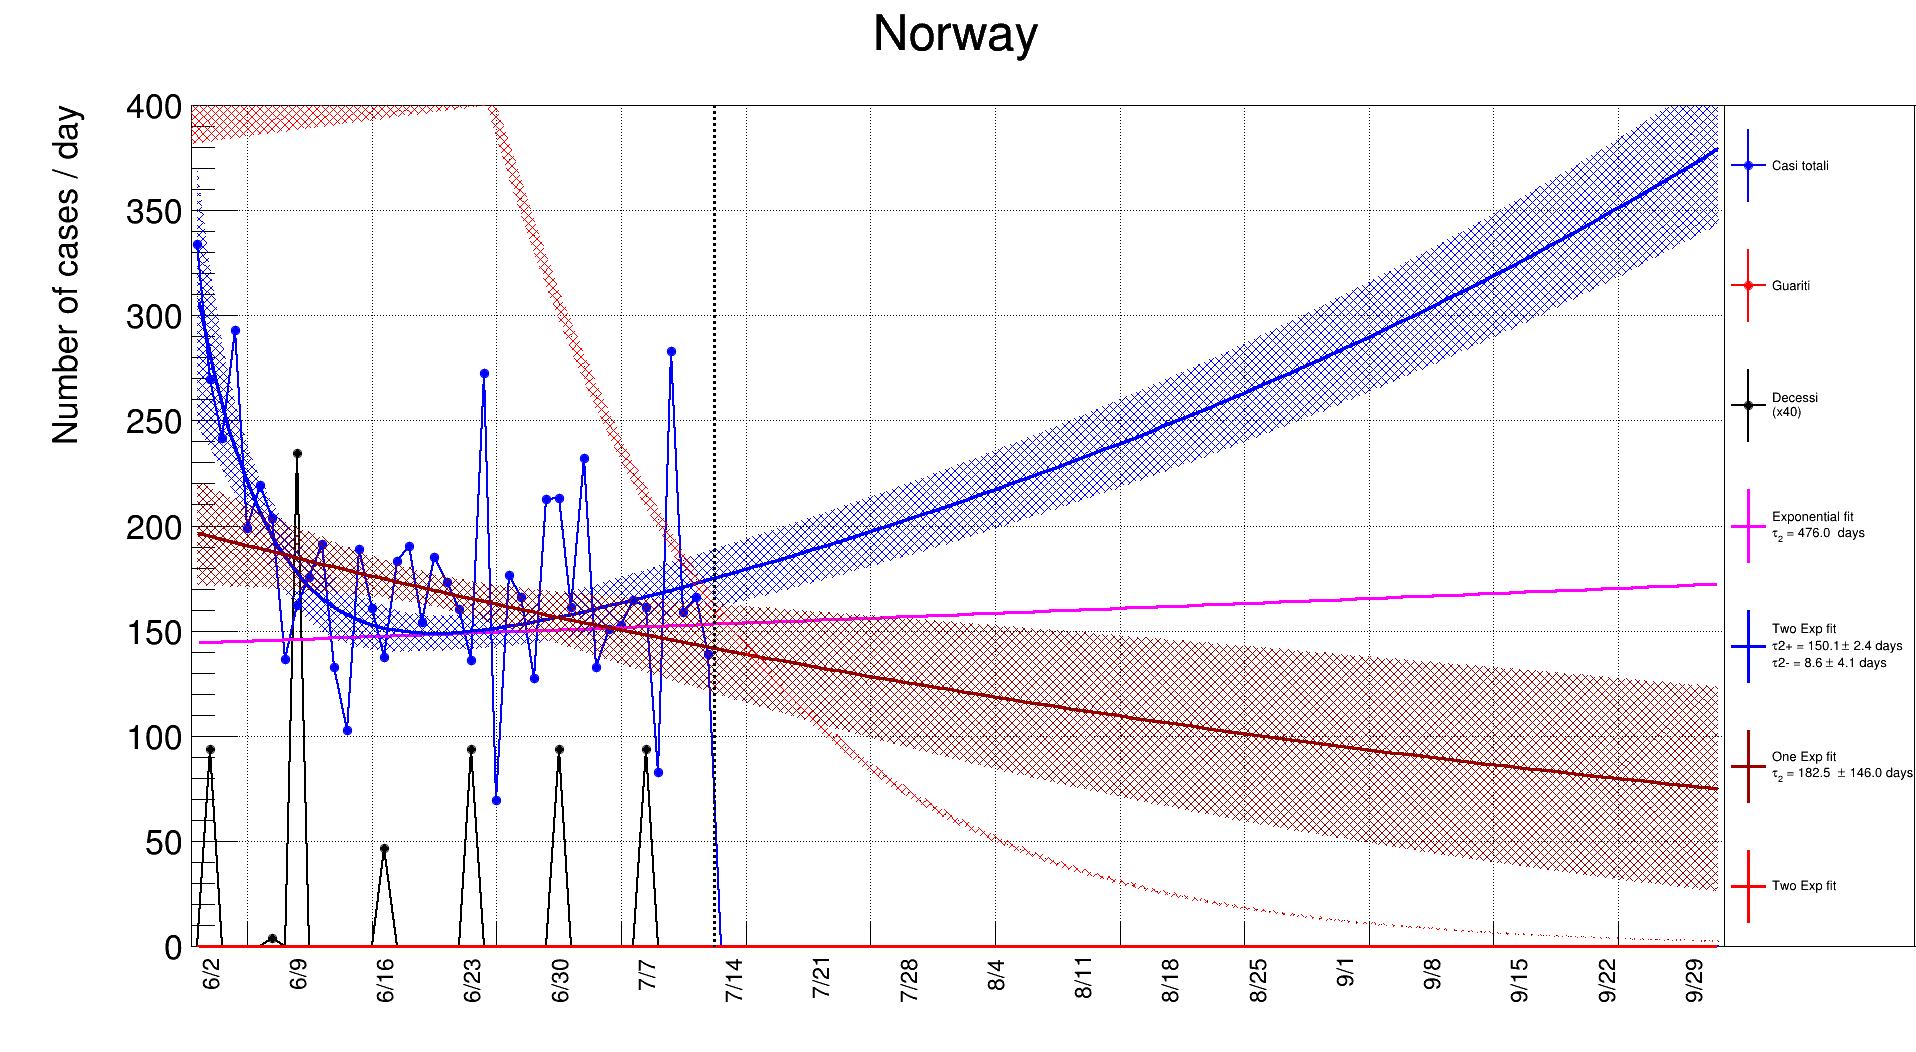 Norway
Number of cases / day
400
350
300
250
200
150
100
50
0
6/2
6/9
6/16
6/23
6/30
7/7
7/14
7/21
7/28
8/4
8/11
8/18
8/25
9/1
9/8
9/15
9/22
9/29
Casi totali
Guariti
Decessi
(x40)
Exponential fit
τ2 = 476.0 days
Two Exp fit
τ2+ = 150.1 ± 2.4 days
τ2- = 8.6 ± 4.1 days
One Exp fit
τ2 = 182.5 ± 146.0 days
Two Exp fit